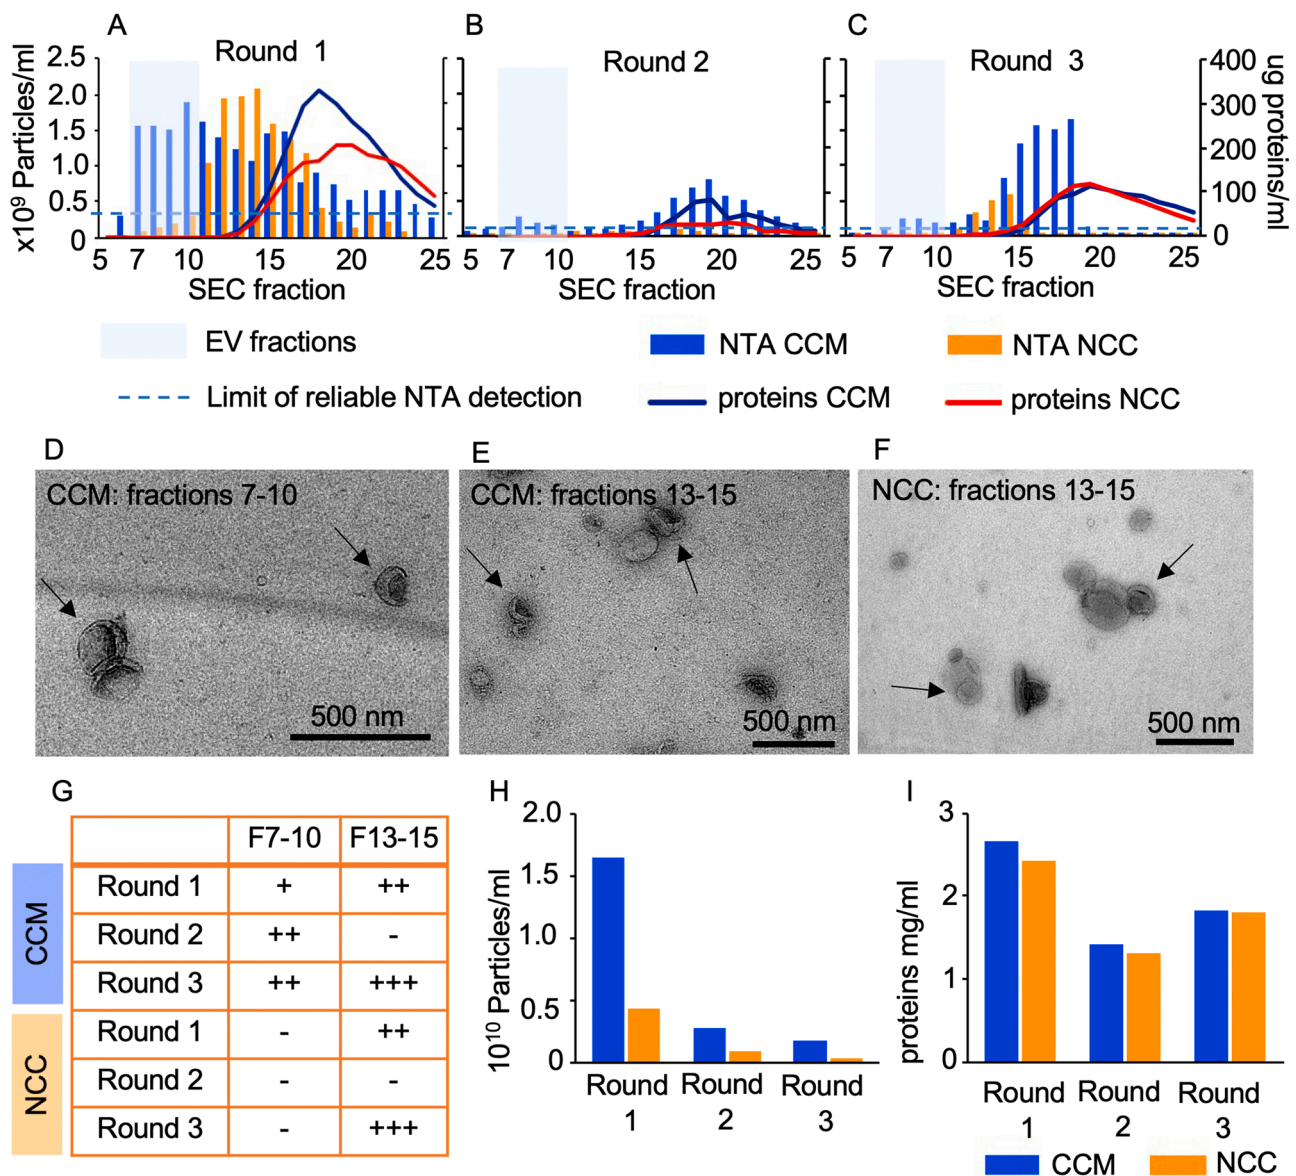 A
B
C
Round 1
Round 2
Round 3
x10⁹ Particles/ml
2.5
2.0
1.5
1.0
0.5
0
5 7 10 15 20 25
SEC fraction
5 7 10 15 20 25
SEC fraction
5 7 10 15 20 25
SEC fraction
400
300
200
100
0
ug proteins/ml
EV fractions
NTA CCM
NTA NCC
Limit of reliable NTA detection
proteins CCM
proteins NCC
D
CCM: fractions 7-10
500 nm
E
CCM: fractions 13-15
500 nm
F
NCC: fractions 13-15
500 nm
G
F7-10 F13-15
CCM
Round 1 + ++
Round 2 ++ -
Round 3 ++ +++
NCC
Round 1 - ++
Round 2 - -
Round 3 - +++
H
10¹⁰ Particles/ml
2.0
1.5
1.0
0.5
0
Round 1
Round 2
Round 3
I
proteins mg/ml
3
2
1
0
Round 1
Round 2
Round 3
CCM
NCC